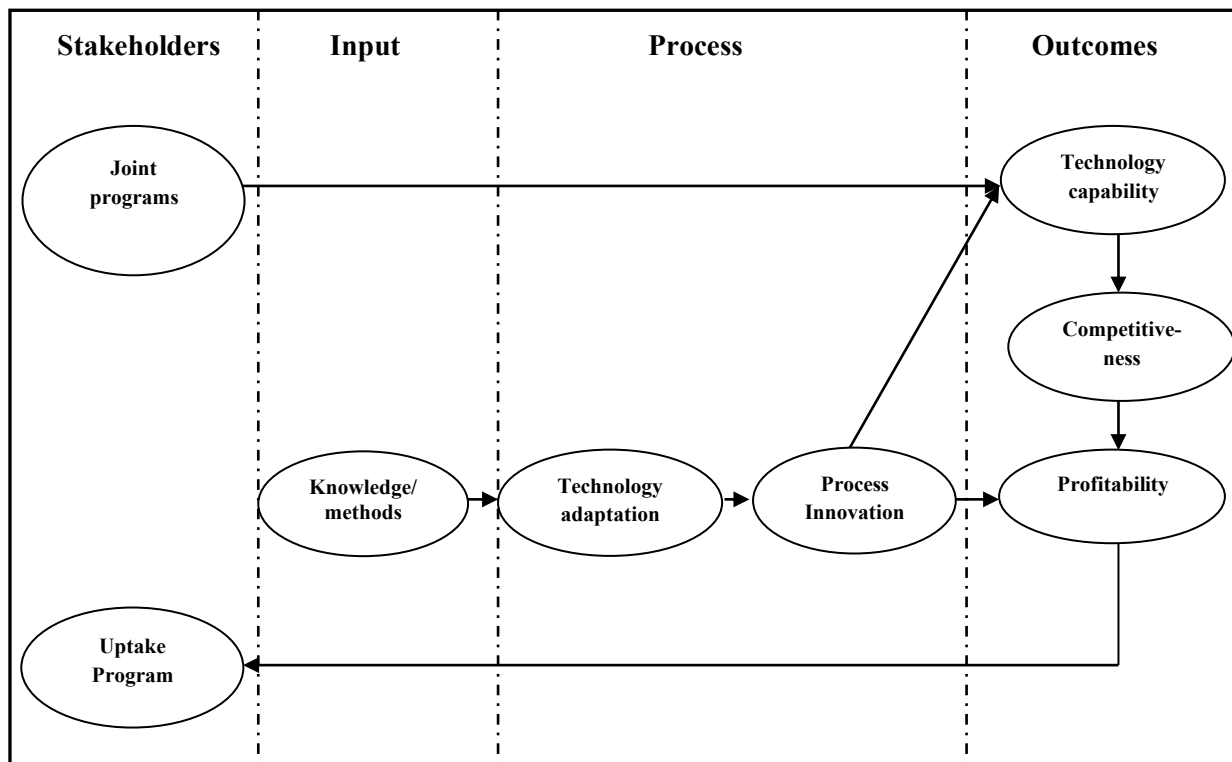 Stakeholders
Input
Process
Outcomes
Joint
programs
Technology
capability
Competitive-
ness
Knowledge/
methods
Technology
adaptation
Process
Innovation
Profitability
Uptake
Program